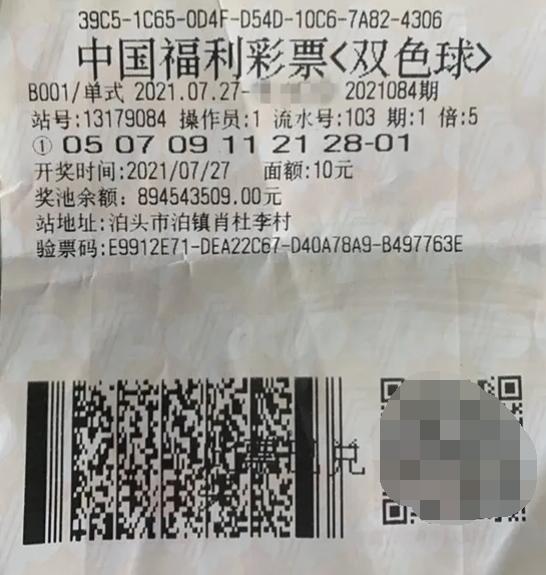 39C5-1C65-0D4F-D54D-10C6-7A82-4306
中国福利彩票<双色球>
B001/单式 2021.07.27- 2021084期
站号:13179084 操作员:1 流水号:103 期:1 倍:5
① 05 07 09 11 21 28-01
开奖时间:2021/07/27 面额:10元
奖池余额: 894543509.00元
站地址:泊头市泊镇肖杜李村
验票码:E9912E71-DEA22C67-D40A78A9-B497763E
票 兑